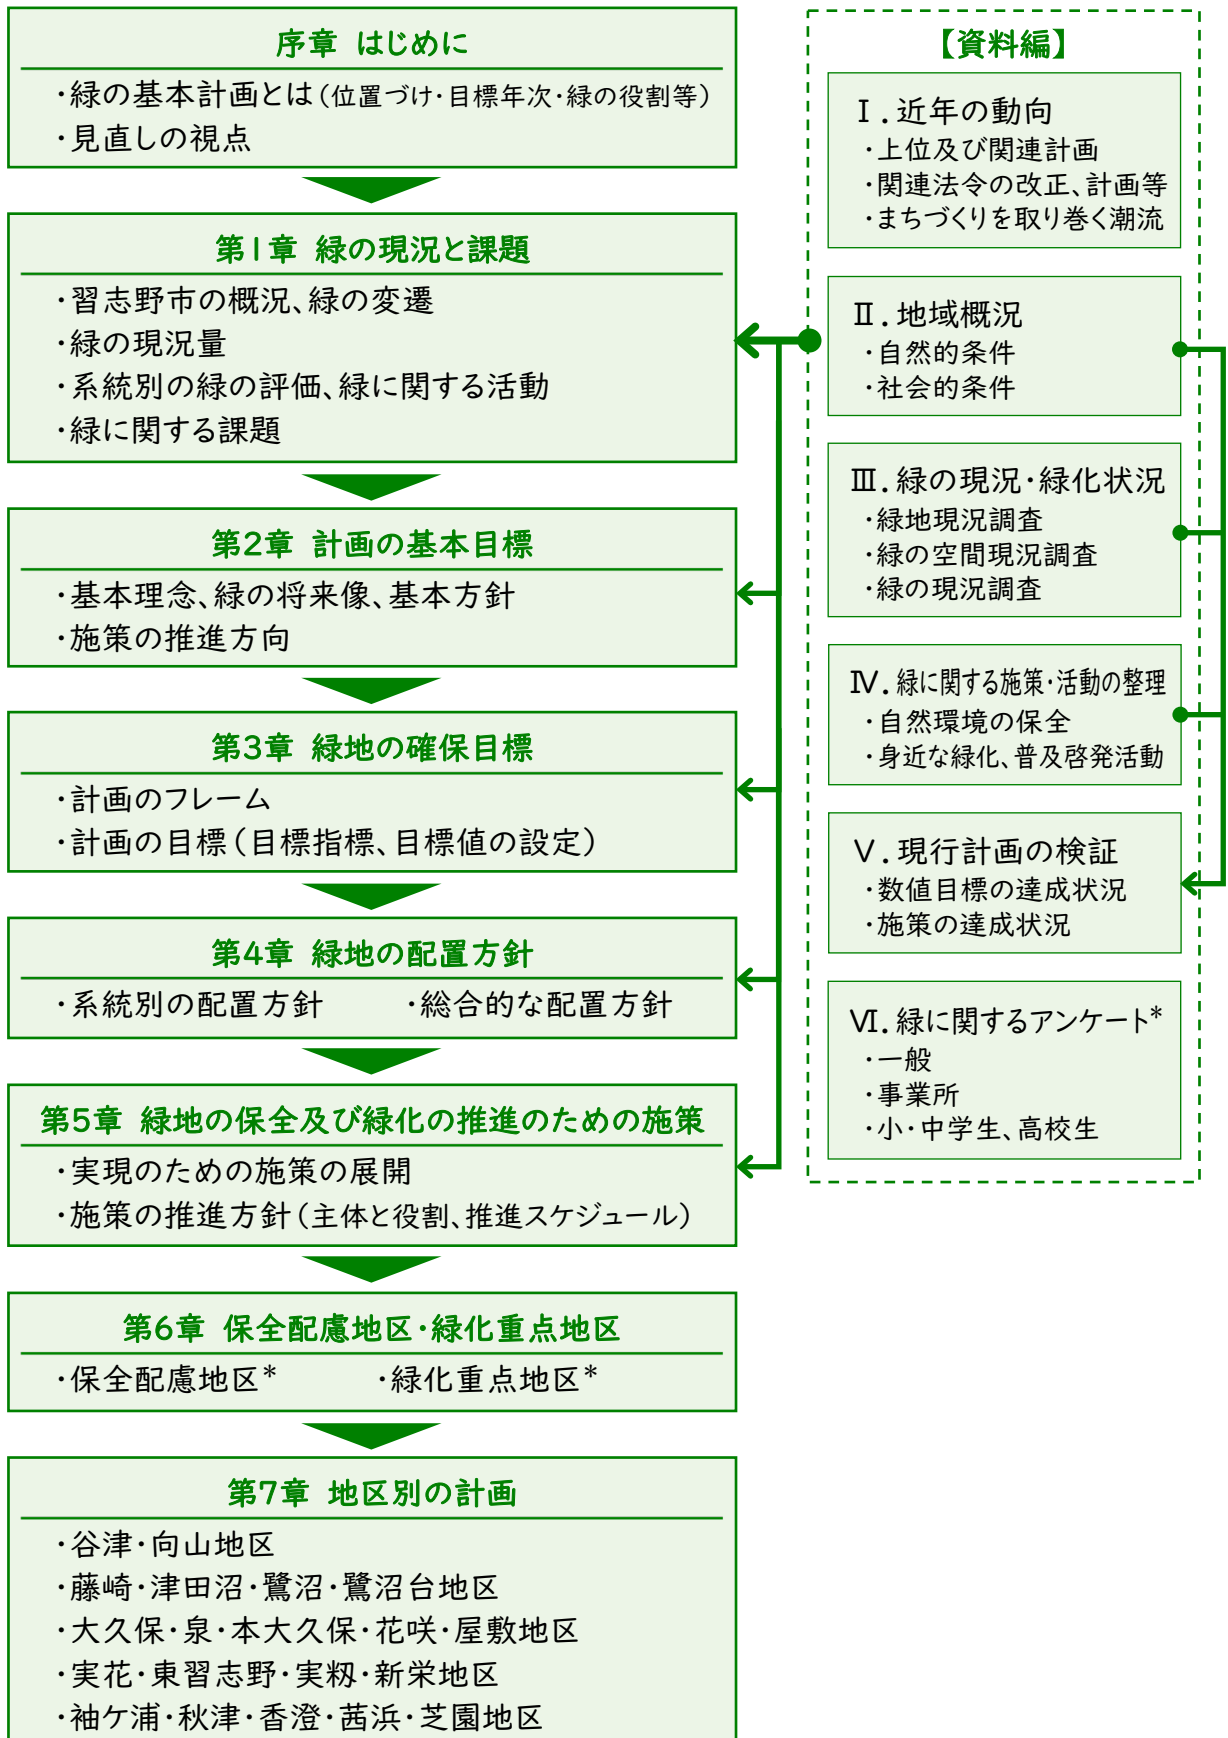 序章 はじめに
・緑の基本計画とは（位置づけ・目標年次・緑の役割等）
・見直しの視点
第1章 緑の現況と課題
・習志野市の概況、緑の変遷
・緑の現況量
・系統別の緑の評価、緑に関する活動
・緑に関する課題
第2章 計画の基本目標
・基本理念、緑の将来像、基本方針
・施策の推進方向
第3章 緑地の確保目標
・計画のフレーム
・計画の目標（目標指標、目標値の設定）
第4章 緑地の配置方針
・系統別の配置方針 ・総合的な配置方針
第5章 緑地の保全及び緑化の推進のための施策
・実現のための施策の展開
・施策の推進方針（主体と役割、推進スケジュール）
第6章 保全配慮地区・緑化重点地区
・保全配慮地区* ・緑化重点地区*
第7章 地区別の計画
・谷津・向山地区
・藤崎・津田沼・鷺沼・鷺沼台地区
・大久保・泉・本大久保・花咲・屋敷地区
・実花・東習志野・実籾・新栄地区
・袖ケ浦・秋津・香澄・茜浜・芝園地区
【資料編】
Ⅰ．近年の動向
・上位及び関連計画
・関連法令の改正、計画等
・まちづくりを取り巻く潮流
Ⅱ．地域概況
・自然的条件
・社会的条件
Ⅲ．緑の現況・緑化状況
・緑地現況調査
・緑の空間現況調査
・緑の現況調査
Ⅳ．緑に関する施策・活動の整理
・自然環境の保全
・身近な緑化、普及啓発活動
Ⅴ．現行計画の検証
・数値目標の達成状況
・施策の達成状況
Ⅵ．緑に関するアンケート*
・一般
・事業所
・小・中学生、高校生